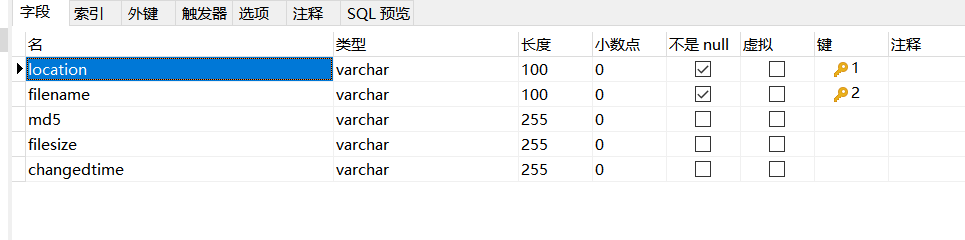 字段 索引 外键 触发器 选项 注释 SQL 预览
名 类型 长度 小数点 不是 null 虚拟 键 注释
location varchar 100 0 1
filename varchar 100 0 2
md5 varchar 255 0
filesize varchar 255 0
changedtime varchar 255 0